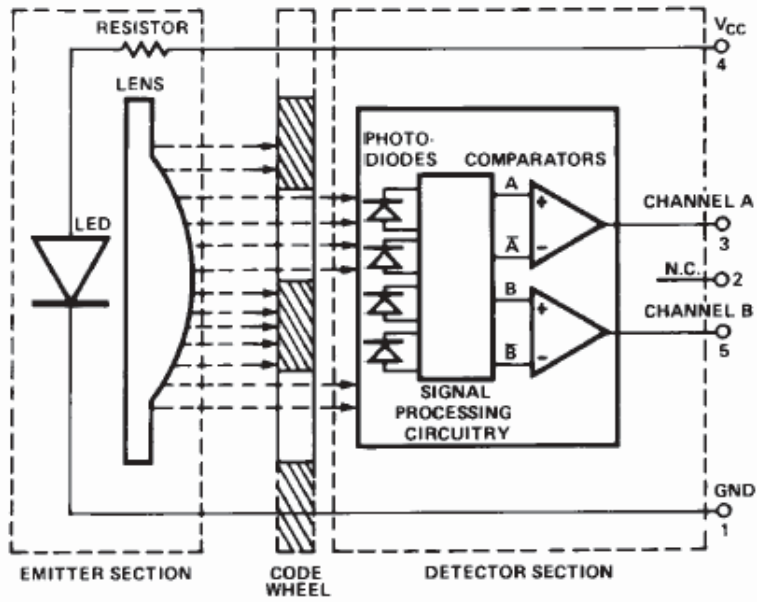 RESISTOR
VCC
4
LENS
PHOTO-
DIODES
COMPARATORS
A
+
CHANNEL A
3
A̅
−
LED
N.C.
2
B
+
CHANNEL B
5
B̅
−
SIGNAL
PROCESSING
CIRCUITRY
GND
1
EMITTER SECTION
CODE
WHEEL
DETECTOR SECTION